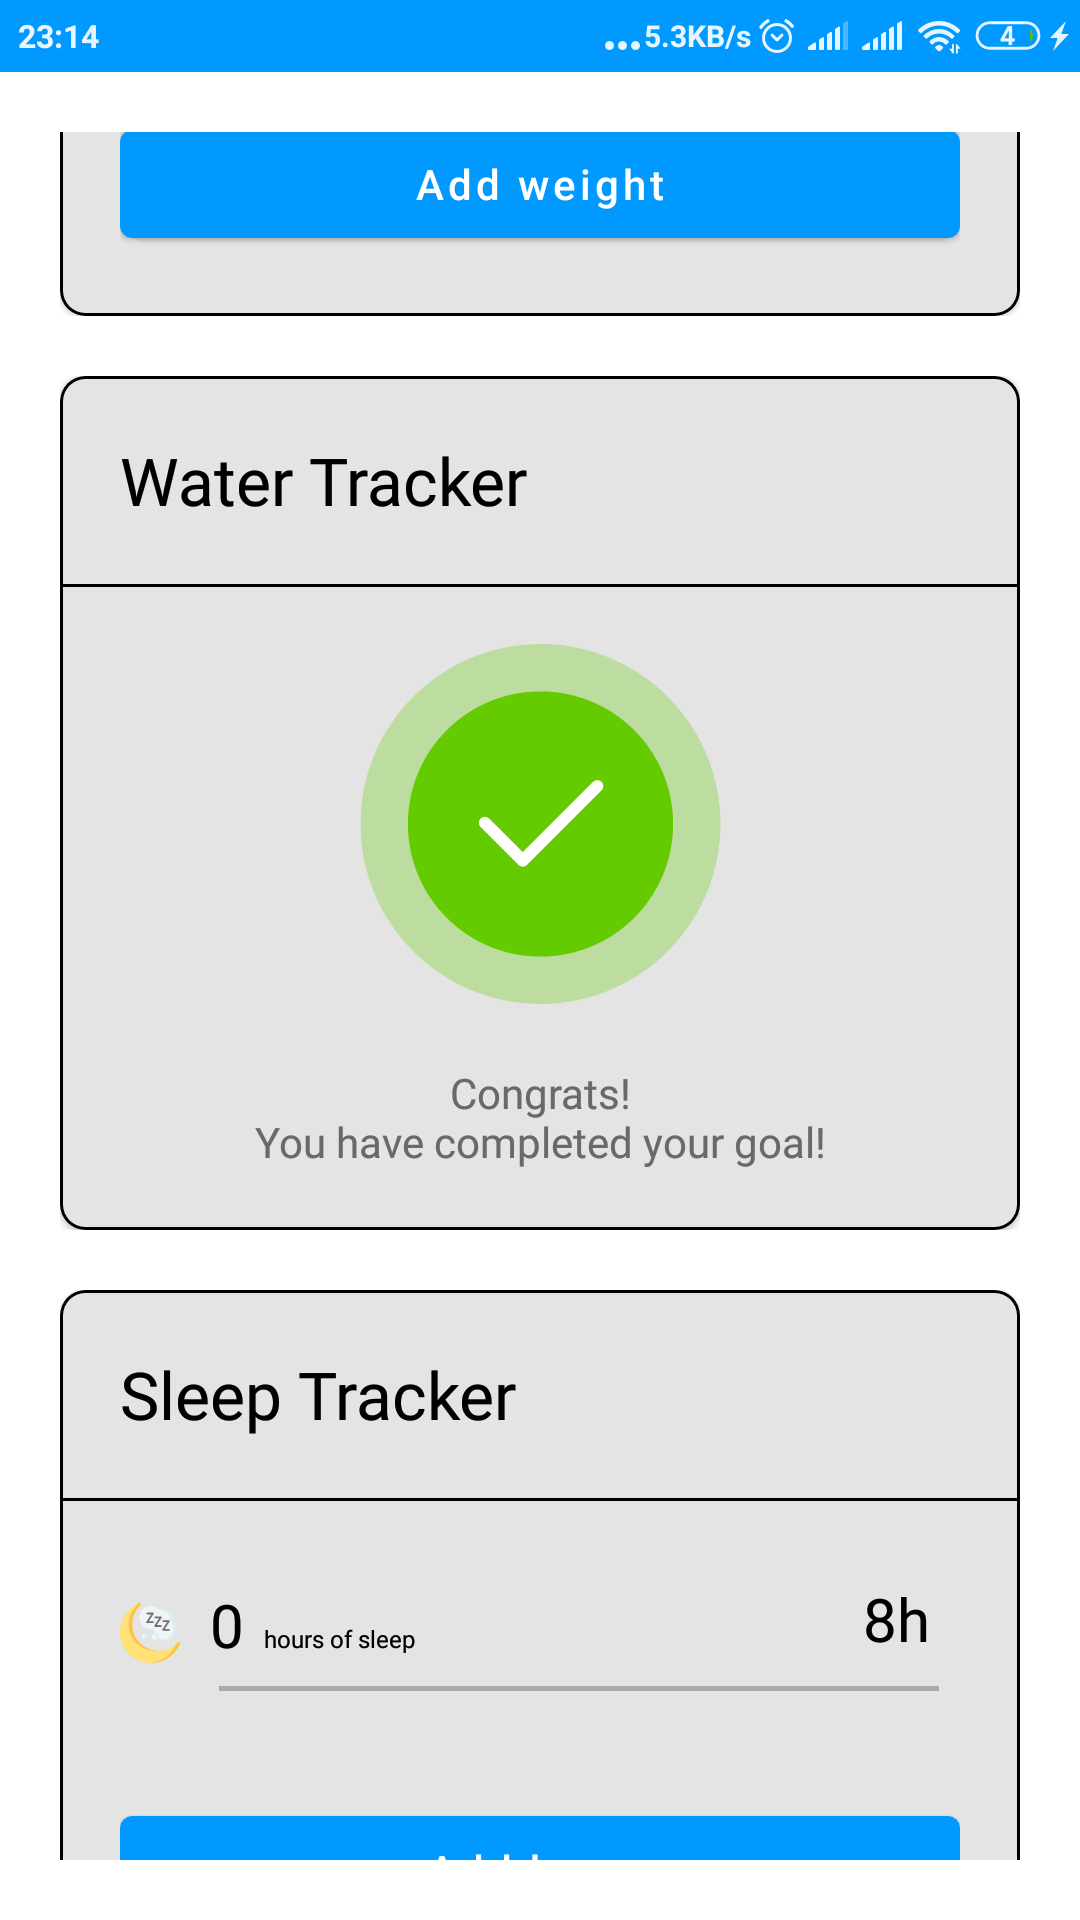 23:14 ...5.3KB/s 4
Add weight
Water Tracker
Congrats!
You have completed your goal!
Sleep Tracker
zzz 0 hours of sleep 8h